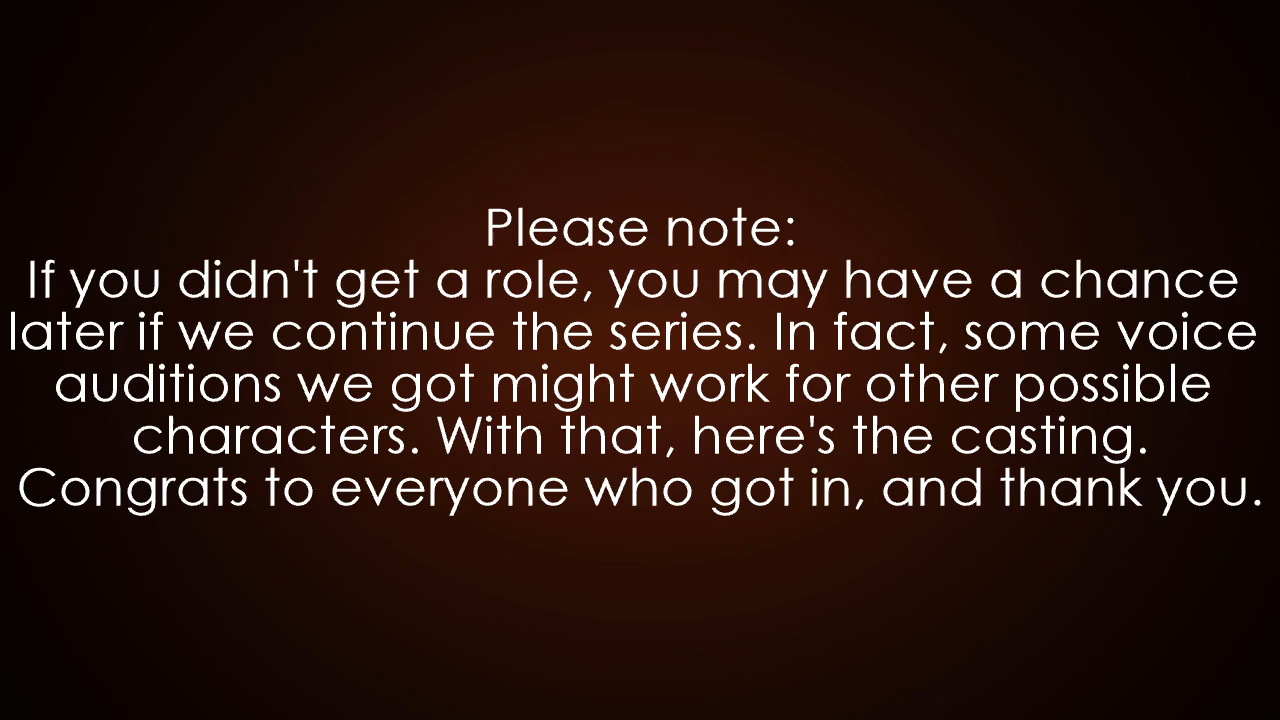 Please note:
If you didn't get a role, you may have a chance
later if we continue the series. In fact, some voice
auditions we got might work for other possible
characters. With that, here's the casting.
Congrats to everyone who got in, and thank you.